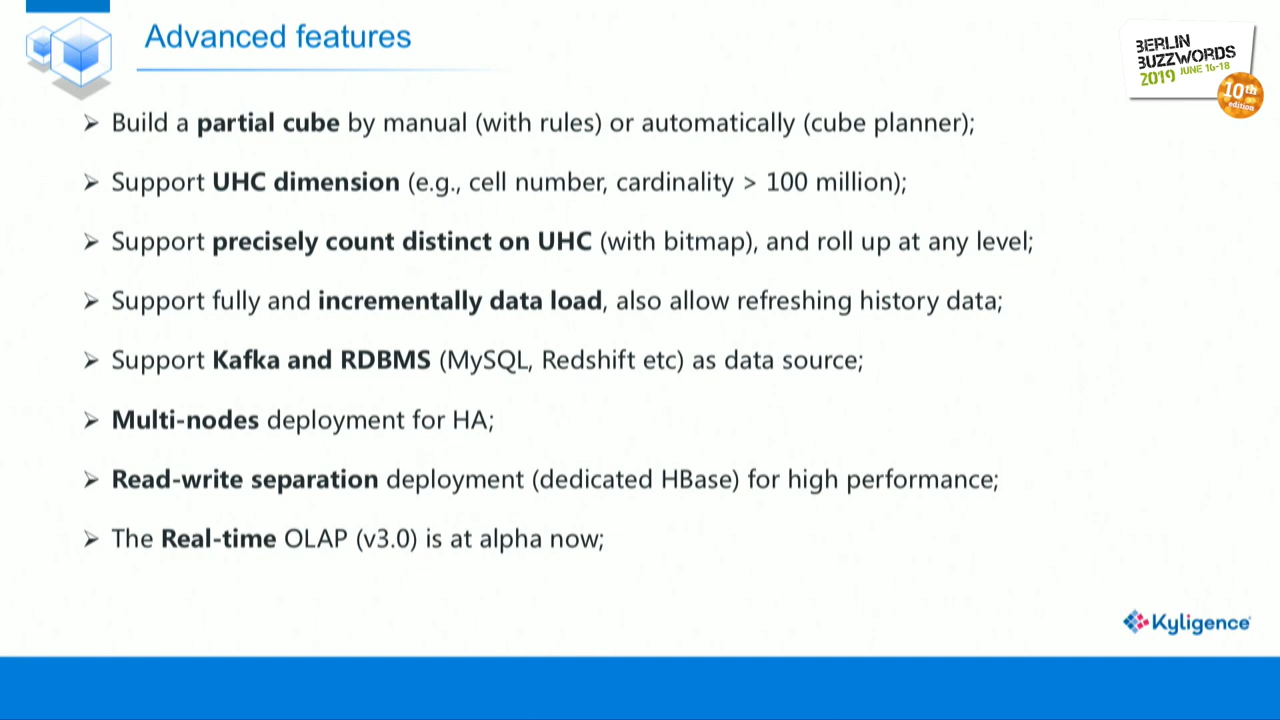 Advanced features
BERLIN
BUZZWORDS
2019 JUNE 16-18
10th
edition
➢ Build a partial cube by manual (with rules) or automatically (cube planner);
➢ Support UHC dimension (e.g., cell number, cardinality > 100 million);
➢ Support precisely count distinct on UHC (with bitmap), and roll up at any level;
➢ Support fully and incrementally data load, also allow refreshing history data;
➢ Support Kafka and RDBMS (MySQL, Redshift etc) as data source;
➢ Multi-nodes deployment for HA;
➢ Read-write separation deployment (dedicated HBase) for high performance;
➢ The Real-time OLAP (v3.0) is at alpha now;
Kyligence